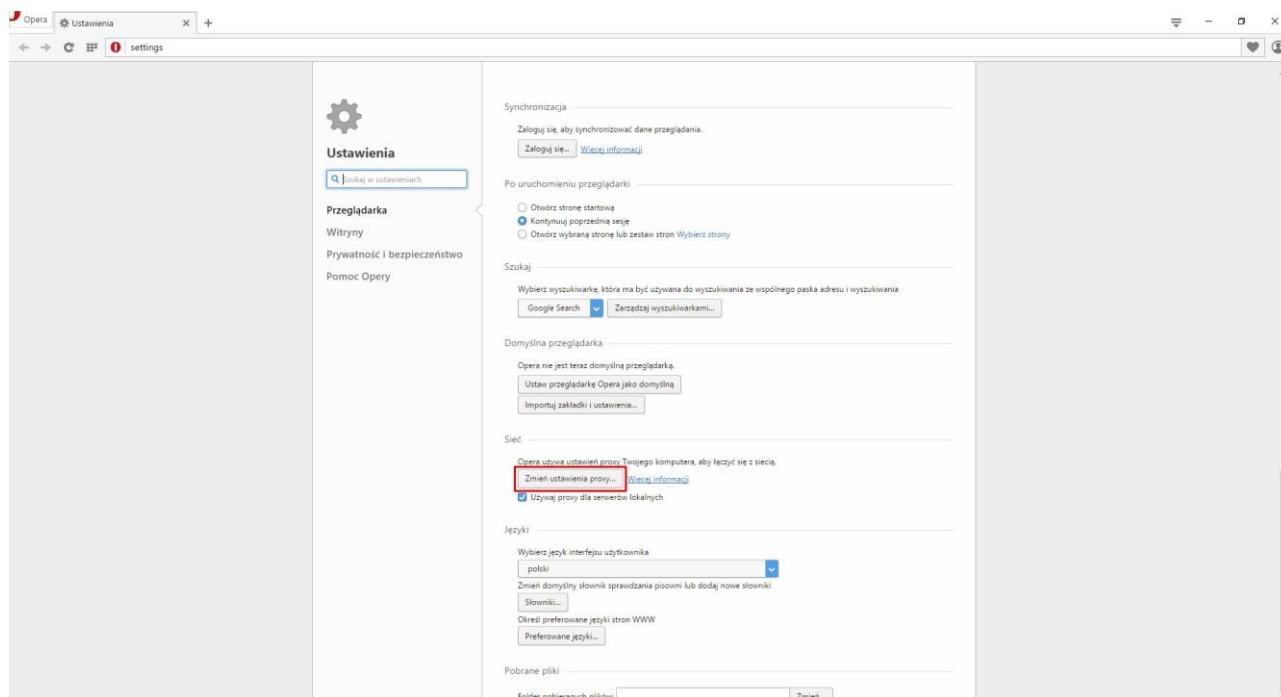 Opera
Ustawienia
settings
Ustawienia
Szukaj w ustawieniach
Przeglądarka
Witryny
Prywatność i bezpieczeństwo
Pomoc Opery
Synchronizacja
Zaloguj się, aby synchronizować dane przeglądania.
Zaloguj się... Więcej informacji
Po uruchomieniu przeglądarki
Otwórz stronę startową
Kontynuuj poprzednią sesję
Otwórz wybraną stronę lub zestaw stron Wybierz strony
Szukaj
Wybierz wyszukiwarkę, która ma być używana do wyszukiwania ze wspólnego paska adresu i wyszukiwania
Google Search Zarządzaj wyszukiwarkami...
Domyślna przeglądarka
Opera nie jest teraz domyślną przeglądarką.
Ustaw przeglądarkę Opera jako domyślną
Importuj zakładki i ustawienia...
Sieć
Opera używa ustawień proxy Twojego komputera, aby łączyć się z siecią.
Zmień ustawienia proxy... Więcej informacji
Używaj proxy dla serwerów lokalnych
Języki
Wybierz język interfejsu użytkownika
polski
Zmień domyślny słownik sprawdzania pisowni lub dodaj nowe słowniki
Słowniki...
Określ preferowane języki stron WWW
Preferowane języki...
Pobrane pliki
Folder pobieranych plików: Zmień...